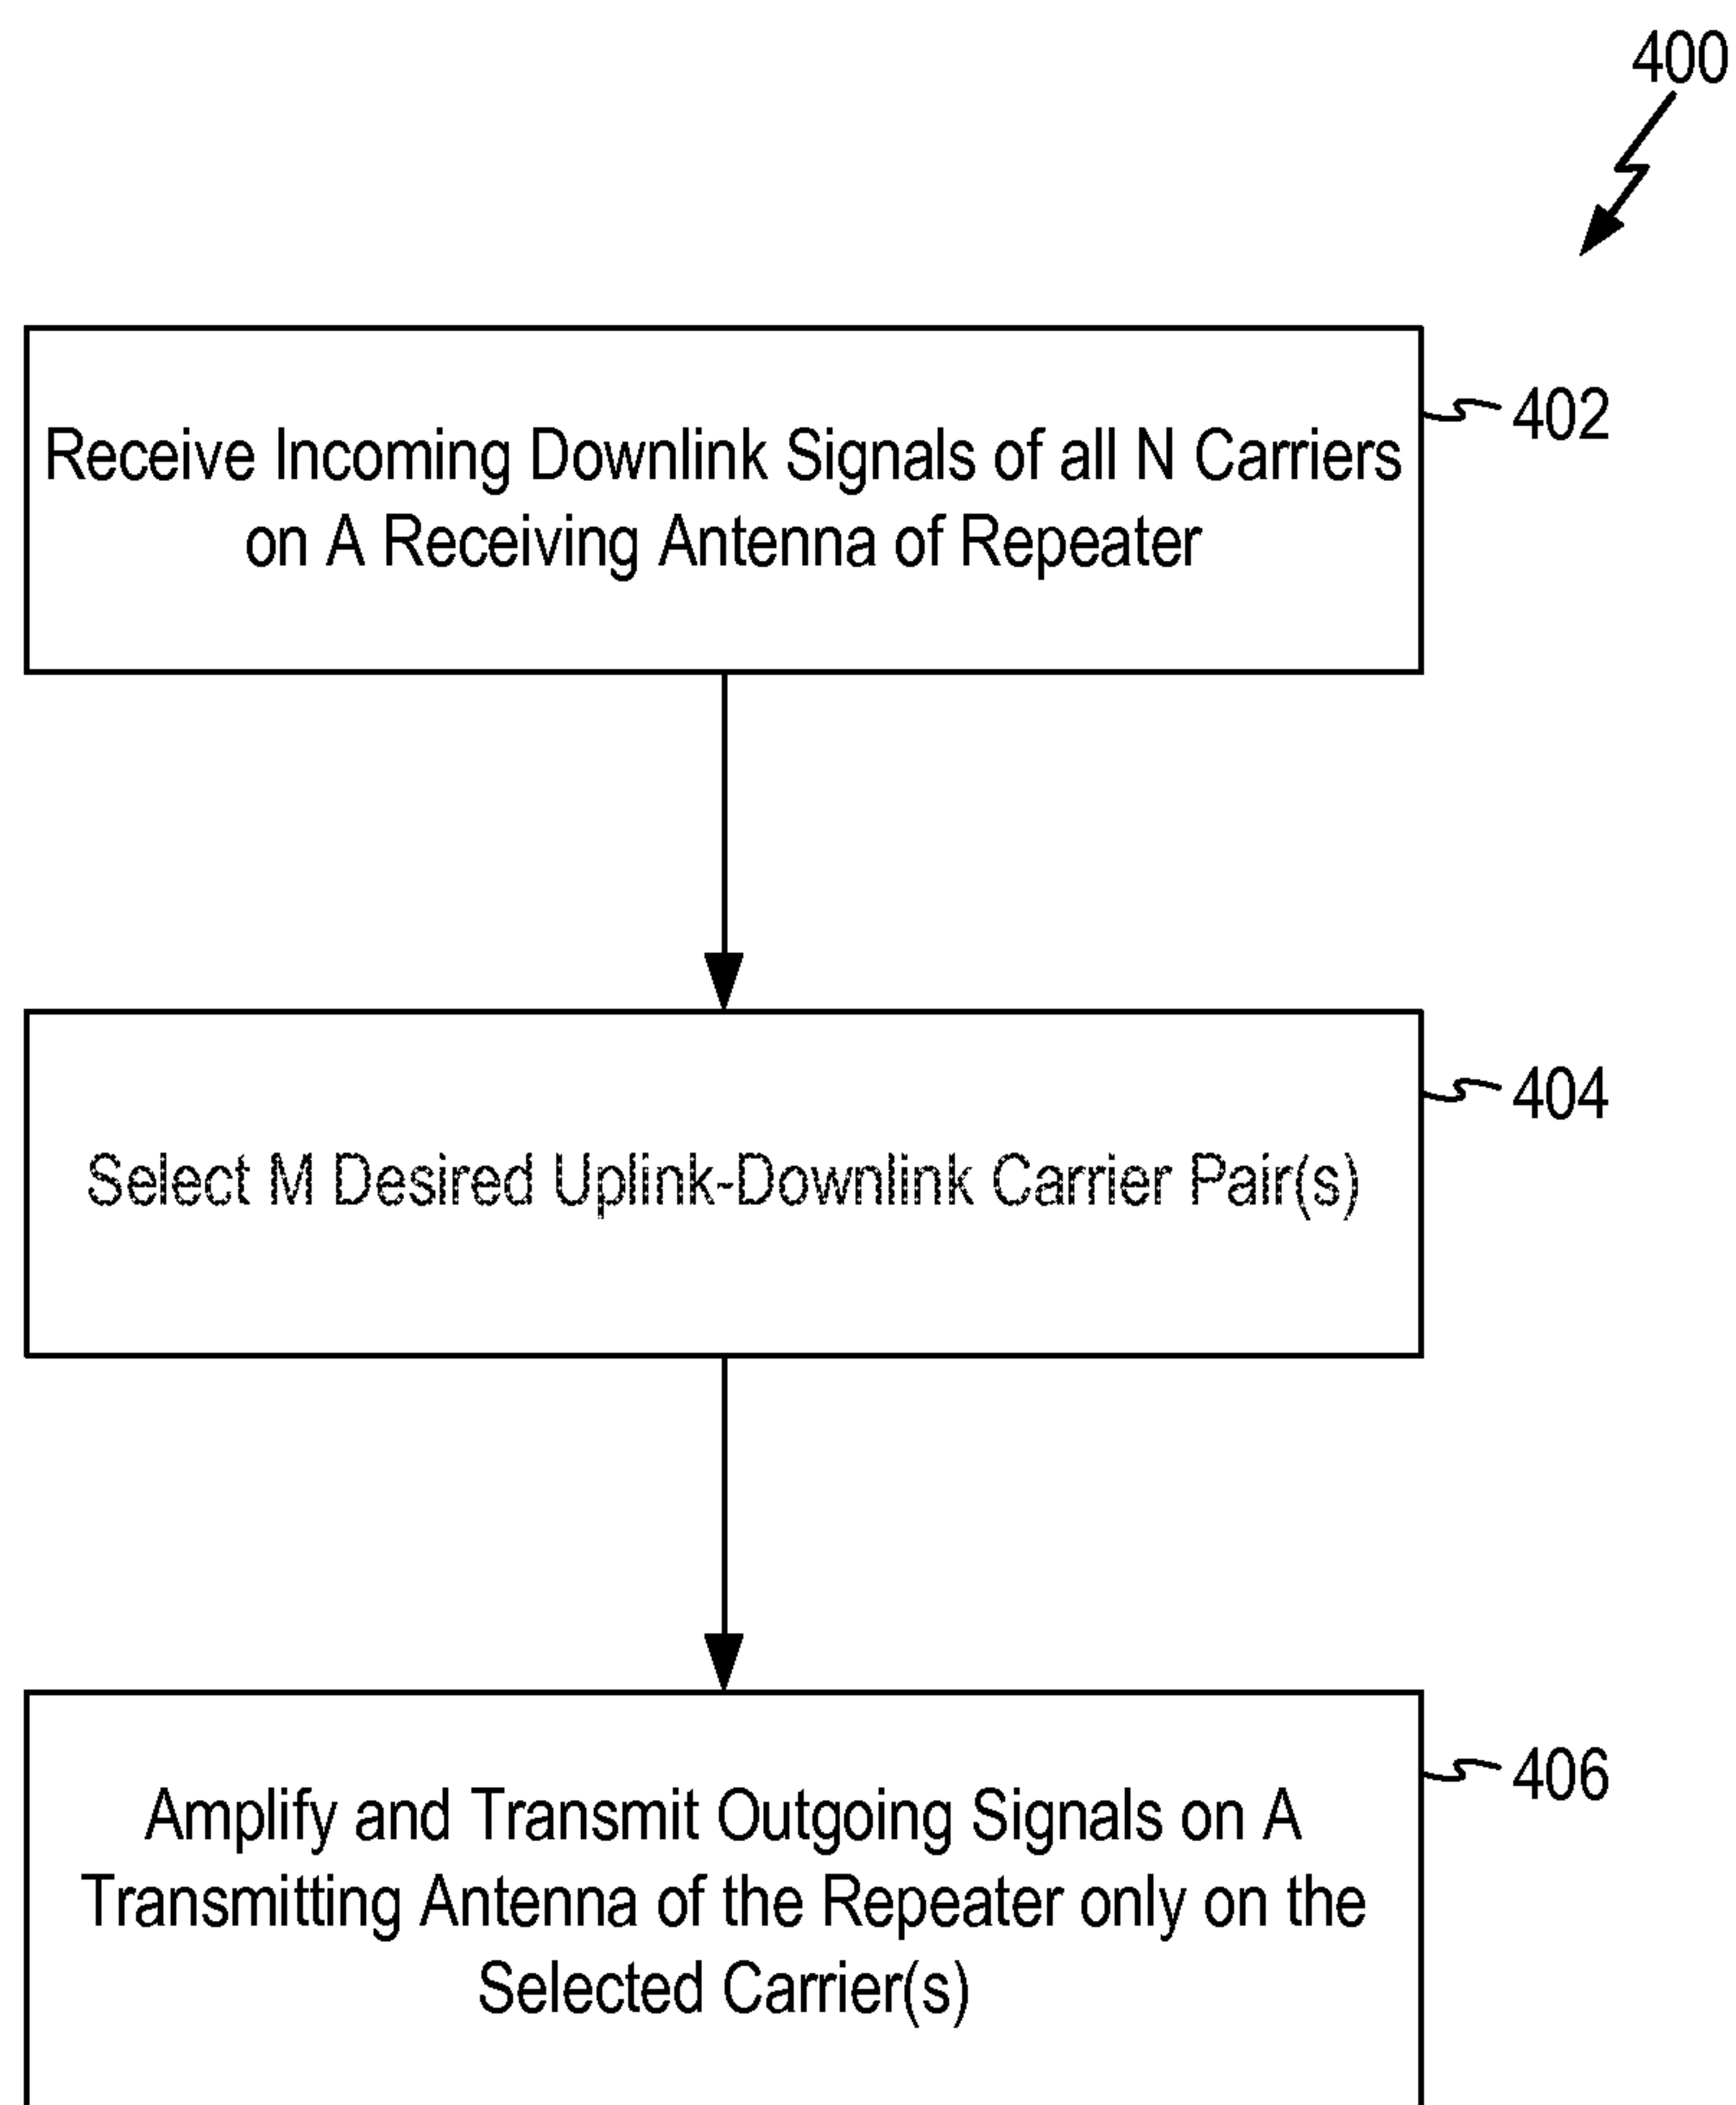 400
Receive Incoming Downlink Signals of all N Carriers
on A Receiving Antenna of Repeater
402
Select M Desired Uplink-Downlink Carrier Pair(s)
404
Amplify and Transmit Outgoing Signals on A
Transmitting Antenna of the Repeater only on the
Selected Carrier(s)
406